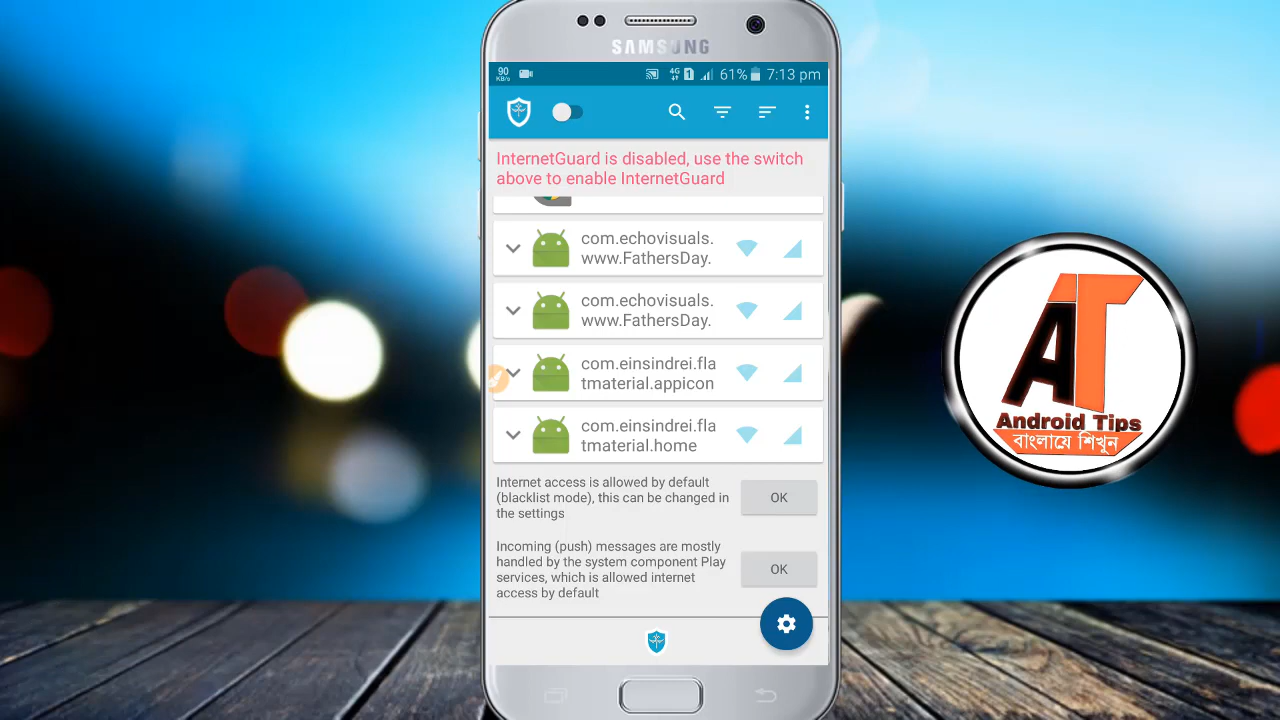 SAMSUNG
90
KB/s
4G
1
61%
7:13 pm
InternetGuard is disabled, use the switch
above to enable InternetGuard
com.echovisuals.
www.FathersDay.
com.echovisuals.
www.FathersDay.
com.einsindrei.fla
tmaterial.appicon
com.einsindrei.fla
tmaterial.home
Internet access is allowed by default
(blacklist mode), this can be changed in
the settings
OK
Incoming (push) messages are mostly
handled by the system component Play
services, which is allowed internet
access by default
OK
AT
Android Tips
বাংলাযে শিখুন